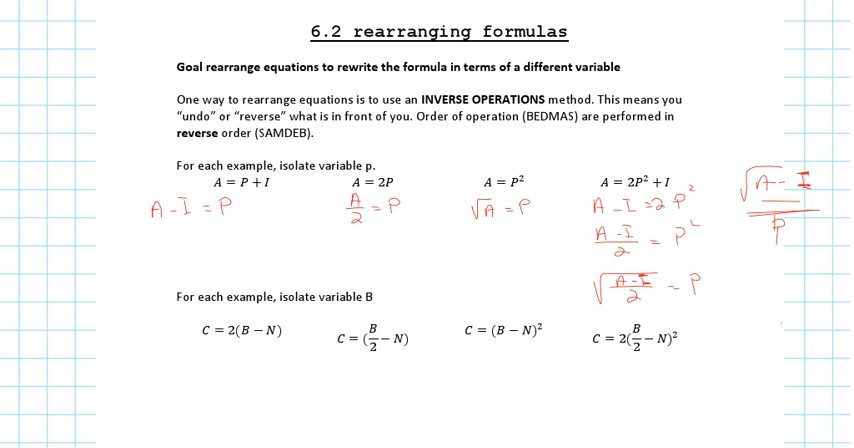 6.2 rearranging formulas
Goal rearrange equations to rewrite the formula in terms of a different variable
One way to rearrange equations is to use an INVERSE OPERATIONS method. This means you
“undo” or “reverse” what is in front of you. Order of operation (BEDMAS) are performed in
reverse order (SAMDEB).
For each example, isolate variable p.
A = P + I    A = 2P    A = P²    A = 2P² + I
A - I = P    A/2 = P    √A = P    A - I = 2P²
(A - I)/2 = P²
√((A - I)/2) = P
√A - I
P
For each example, isolate variable B
C = 2(B − N)    C = (B/2 − N)    C = (B − N)²    C = 2(B/2 − N)²